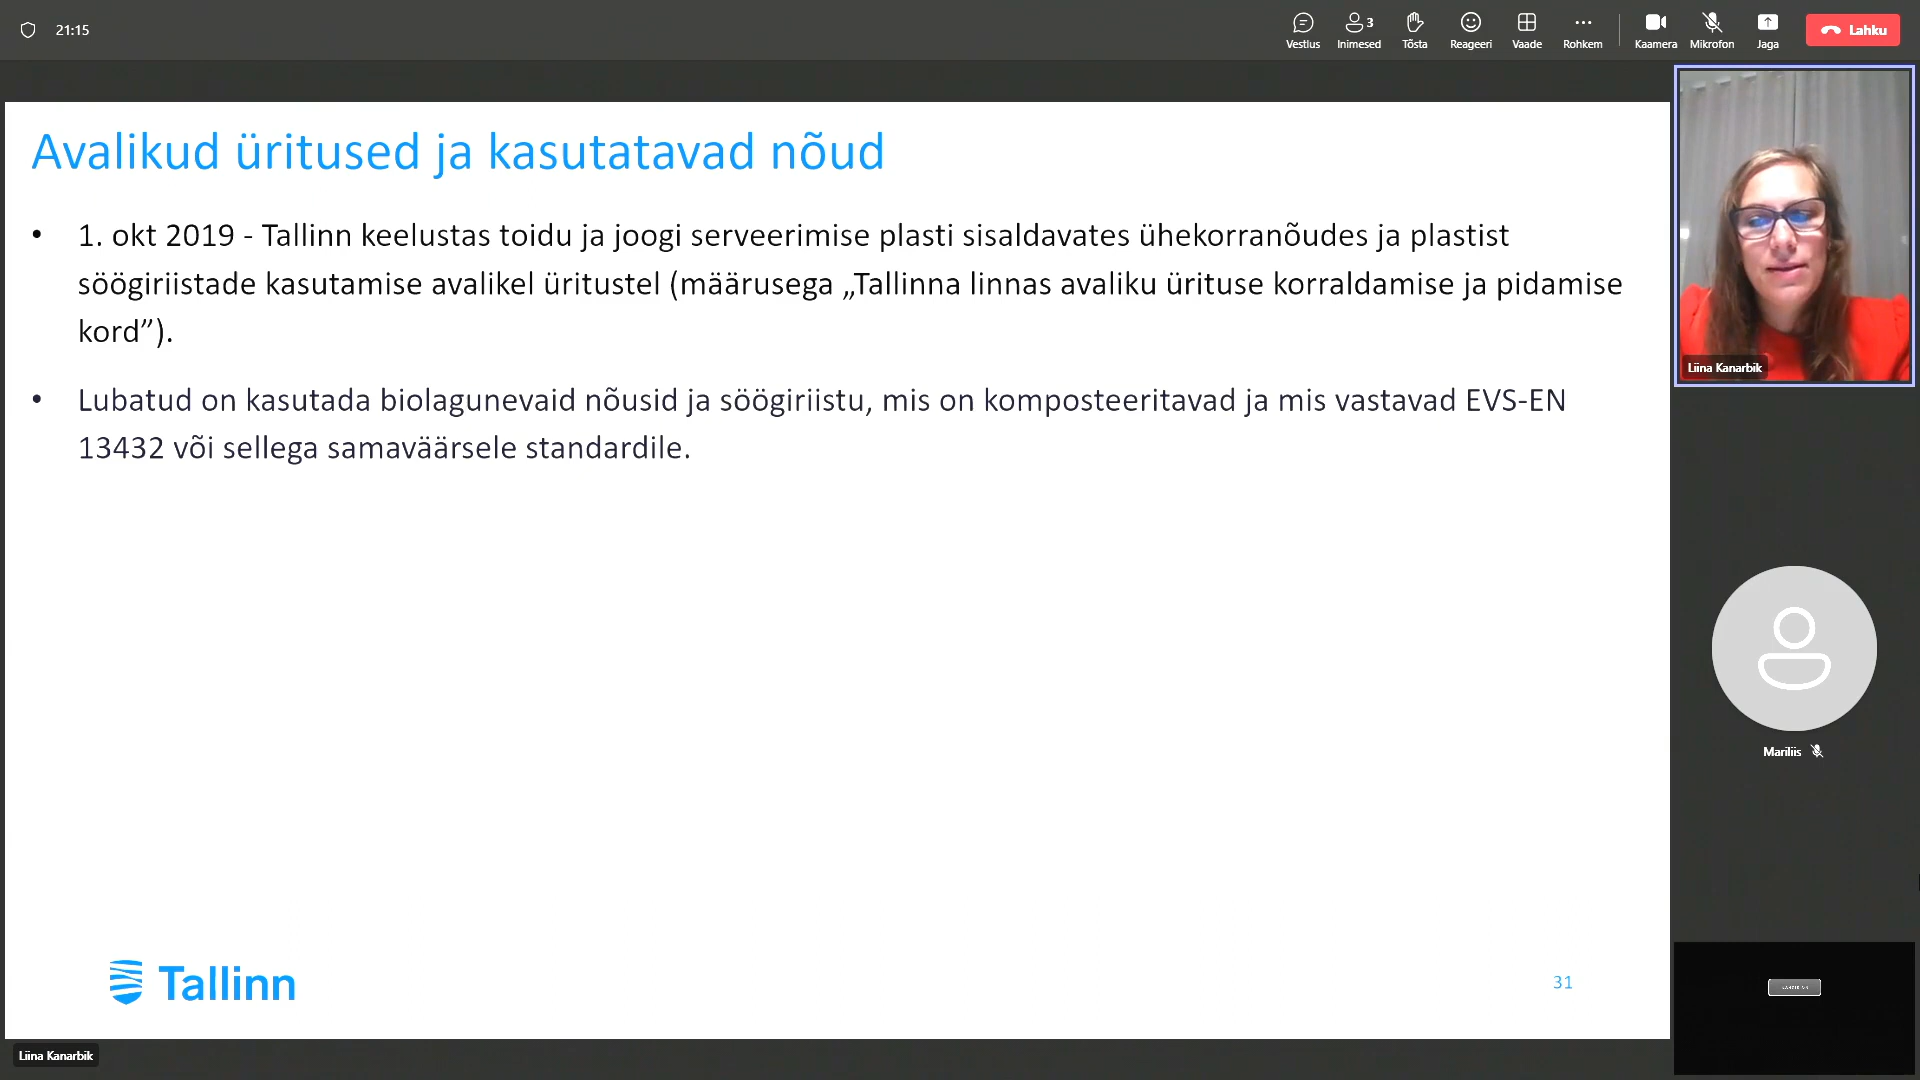 21:15
Vestlus
Inimesed
3
Tõsta
Reageeri
Vaade
Rohkem
Kaamera
Mikrofon
Jaga
Lahku
Avalikud üritused ja kasutatavad nõud
• 1. okt 2019 - Tallinn keelustas toidu ja joogi serveerimise plasti sisaldavates ühekorranõudes ja plastist
söögiriistade kasutamise avalikel üritustel (määrusega „Tallinna linnas avaliku ürituse korraldamise ja pidamise
kord”).
• Lubatud on kasutada biolagunevaid nõusid ja söögiriistu, mis on komposteeritavad ja mis vastavad EVS-EN
13432 või sellega samaväärsele standardile.
Tallinn
31
Liina Kanarbik
Mariliis
Liina Kanarbik